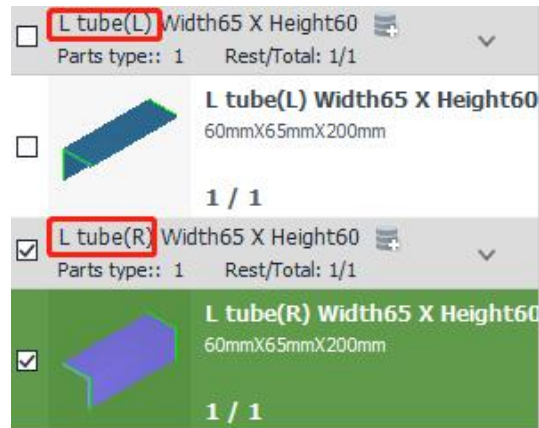 L tube(L) Width65 X Height60
Parts type:: 1 Rest/Total: 1/1
L tube(L) Width65 X Height60
60mmX65mmX200mm
1 / 1
L tube(R) Width65 X Height60
Parts type:: 1 Rest/Total: 1/1
L tube(R) Width65 X Height60
60mmX65mmX200mm
1 / 1